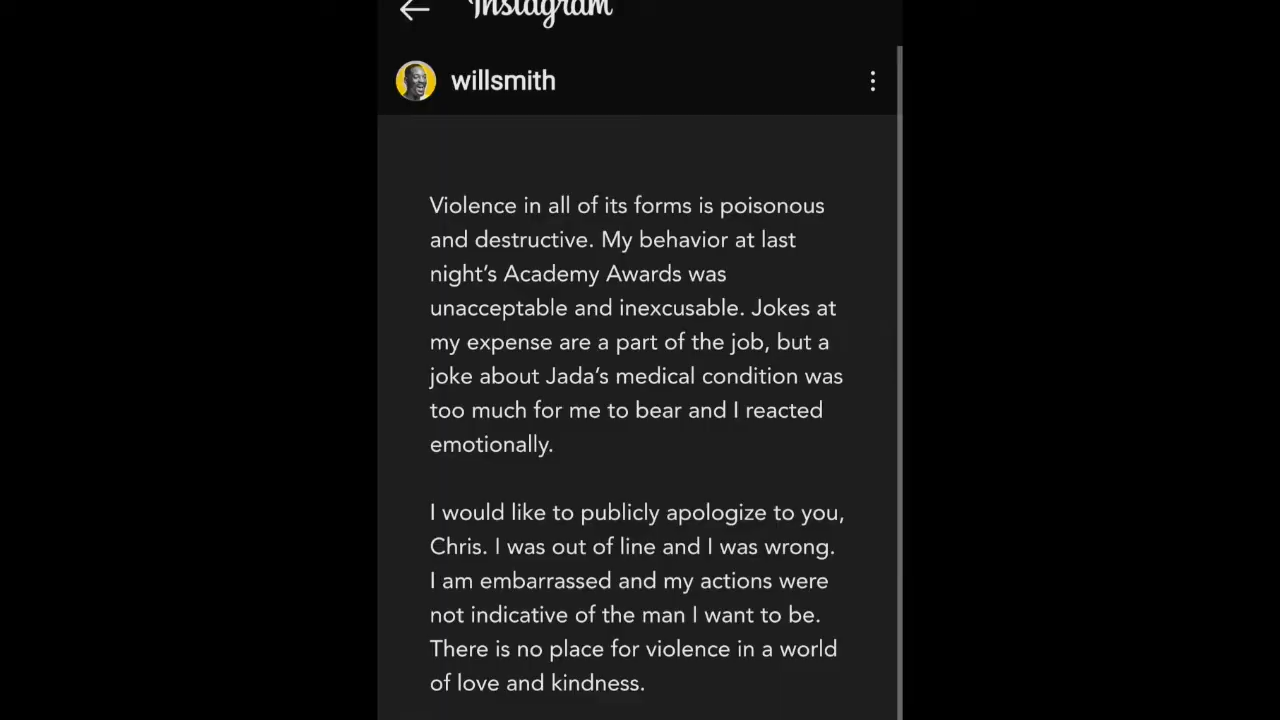 Instagram
willsmith
Violence in all of its forms is poisonous
and destructive. My behavior at last
night’s Academy Awards was
unacceptable and inexcusable. Jokes at
my expense are a part of the job, but a
joke about Jada’s medical condition was
too much for me to bear and I reacted
emotionally.
I would like to publicly apologize to you,
Chris. I was out of line and I was wrong.
I am embarrassed and my actions were
not indicative of the man I want to be.
There is no place for violence in a world
of love and kindness.